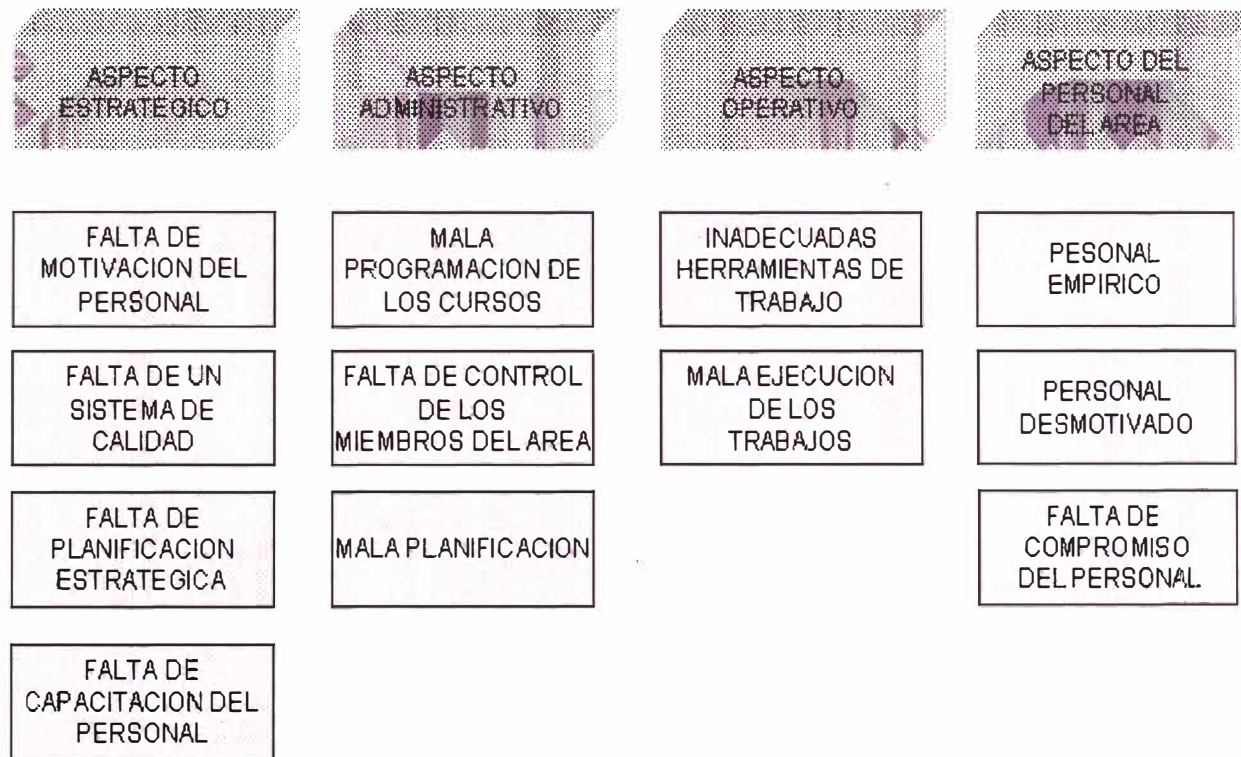 ASPECTO
ESTRATEGICO
FALTA DE
MOTIVACION DEL
PERSONAL
FALTA DE UN
SISTEMA DE
CALIDAD
FALTA DE
PLANIFICACION
ESTRATEGICA
FALTA DE
CAPACITACION DEL
PERSONAL
ASPECTO
ADMINISTRATIVO
MALA
PROGRAMACION DE
LOS CURSOS
FALTA DE CONTROL
DE LOS
MIEMBROS DEL AREA
MALA PLANIFICACION
ASPECTO
OPERATIVO
INADECUADAS
HERRAMIENTAS DE
TRABAJO
MALA EJECUCION
DE LOS
TRABAJOS
ASPECTO DEL
PERSONAL
DEL AREA
PESONAL
EMPIRICO
PERSONAL
DESMOTIVADO
FALTA DE
COMPROMISO
DEL PERSONAL